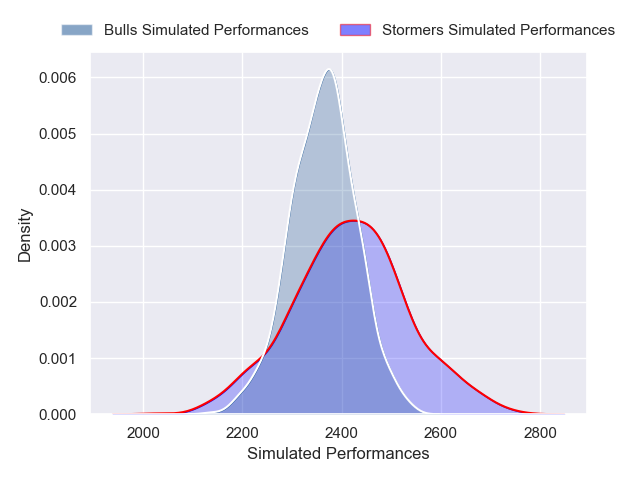 Bulls Simulated Performances Stormers Simulated Performances
0.006
0.005
0.004
0.003
0.002
0.001
0.000
Density
2000 2200 2400 2600 2800
Simulated Performances